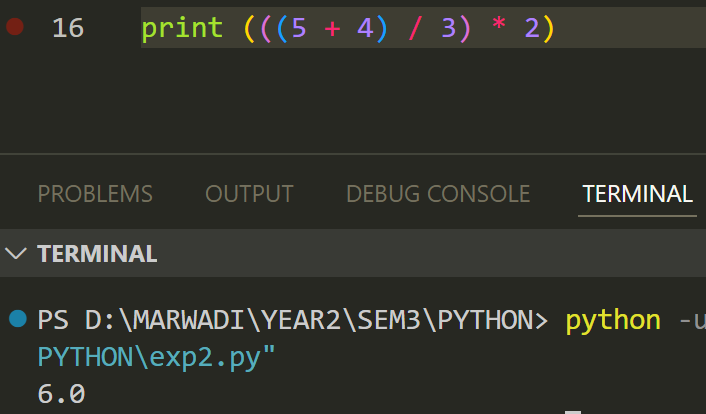 16 print (((5 + 4) / 3) * 2)
PROBLEMS OUTPUT DEBUG CONSOLE TERMINAL
TERMINAL
PS D:\MARWADI\YEAR2\SEM3\PYTHON> python -u
PYTHON\exp2.py"
6.0